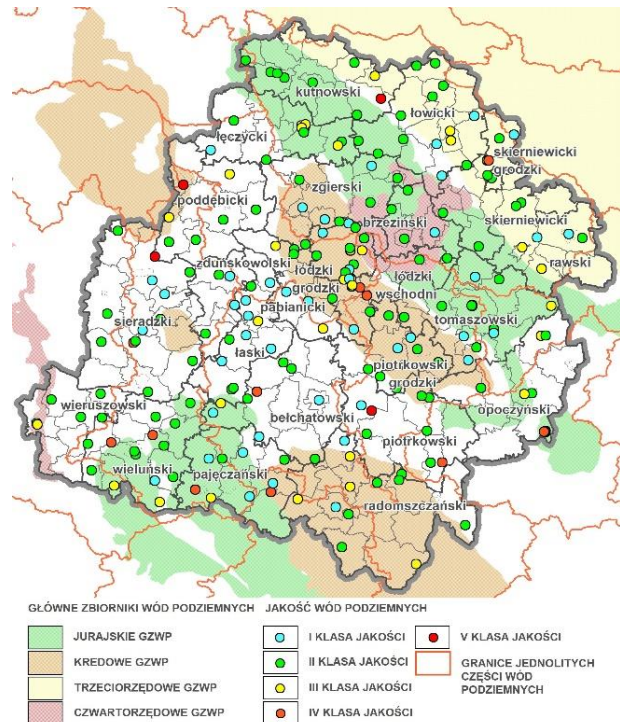 kutnowski
łowicki
łęczycki
skierniewicki
grodzki
zgierski
poddębicki
brzeziński
skierniewicki
rawski
zduńskowolski
łódzki
grodzki
łódzki
wschodni
pabianicki
sieradzki
tomaszowski
łaski
piotrkowski
grodzki
wieruszowski
bełchatowski
opoczyński
piotrkowski
wieluński
pajęczański
radomszczański
GŁÓWNE ZBIORNIKI WÓD PODZIEMNYCH
JURAJSKIE GZWP
KREDOWE GZWP
TRZECIORZĘDOWE GZWP
CZWARTORZĘDOWE GZWP
JAKOŚĆ WÓD PODZIEMNYCH
I KLASA JAKOŚCI
II KLASA JAKOŚCI
III KLASA JAKOŚCI
IV KLASA JAKOŚCI
V KLASA JAKOŚCI
GRANICE JEDNOLITYCH
CZĘŚCI WÓD
PODZIEMNYCH